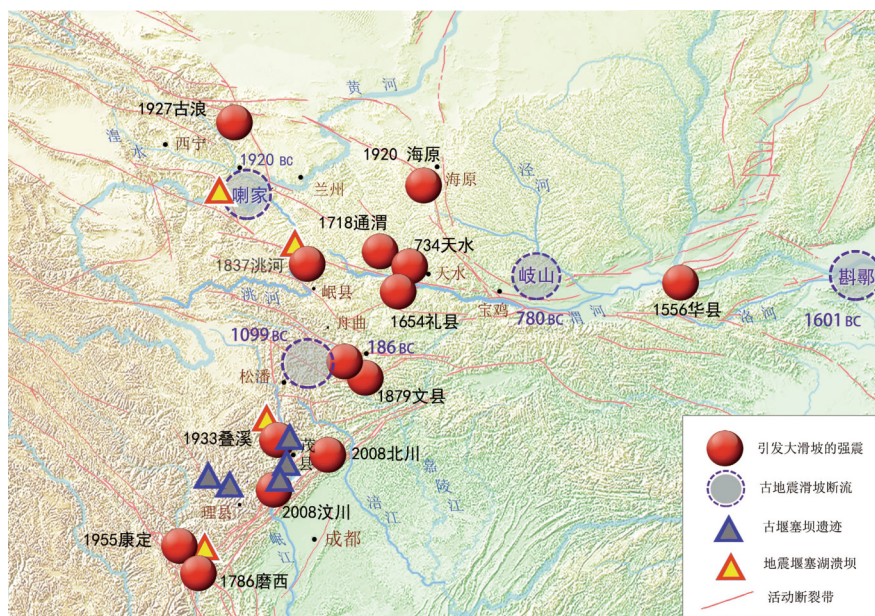 黄 河
1927古浪
湟水
西宁
1920 BC
1920 海原
泾河
喇家
兰州
海原
1718通渭
734天水
1837洮河
天水
岐山
斟鄩
洮河
岷县
1654礼县
宝鸡
780BC
渭河
1556华县
洛河
1601BC
舟曲
1099BC
186BC
松潘
1879文县
1933叠溪
茂县
2008北川
嘉陵江
涪江
理县
2008汶川
1955康定
岷江
成都
1786磨西
引发大滑坡的强震
古地震滑坡断流
古堰塞坝遗迹
地震堰塞湖溃坝
活动断裂带